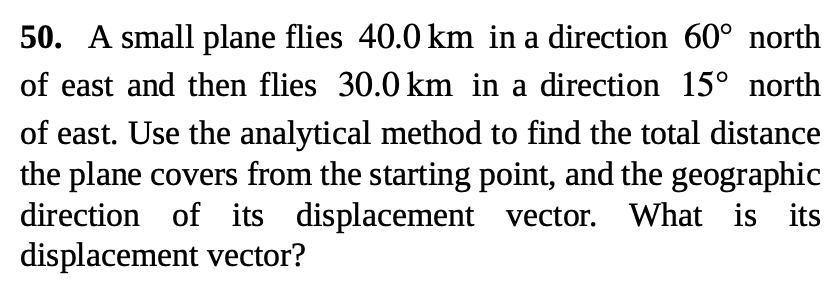 50. A small plane flies 40.0 km in a direction 60° north
of east and then flies 30.0 km in a direction 15° north
of east. Use the analytical method to find the total distance
the plane covers from the starting point, and the geographic
direction of its displacement vector. What is its
displacement vector?